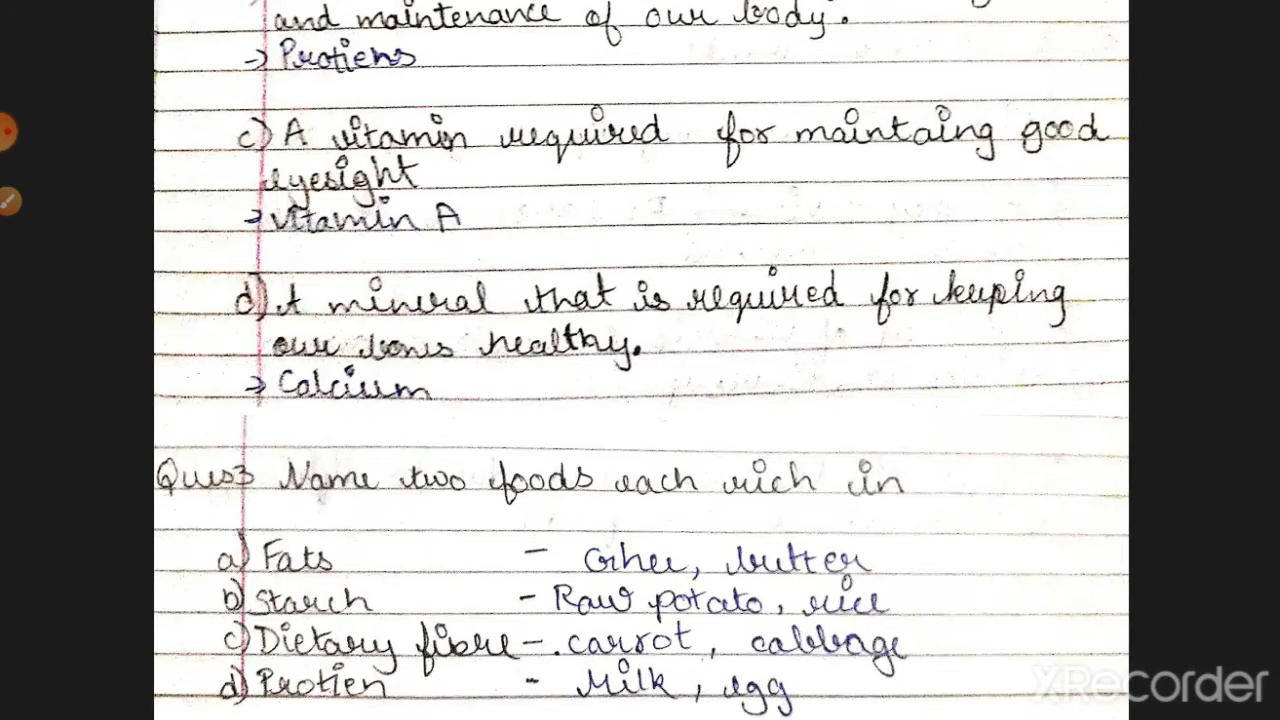 and maintenance of our body.
→ Protiens
c) A vitamin required for maintaing good
eyesight
→ Vitamin A
d) A mineral that is required for keeping
our bones healthy.
→ Calcium
Ques3 Name two foods each rich in
a) Fats - Ghee, butter
b) Starch - Raw potato, rice
c) Dietary fibre - carrot, cabbage
d) Protien - Milk, egg
XRecorder